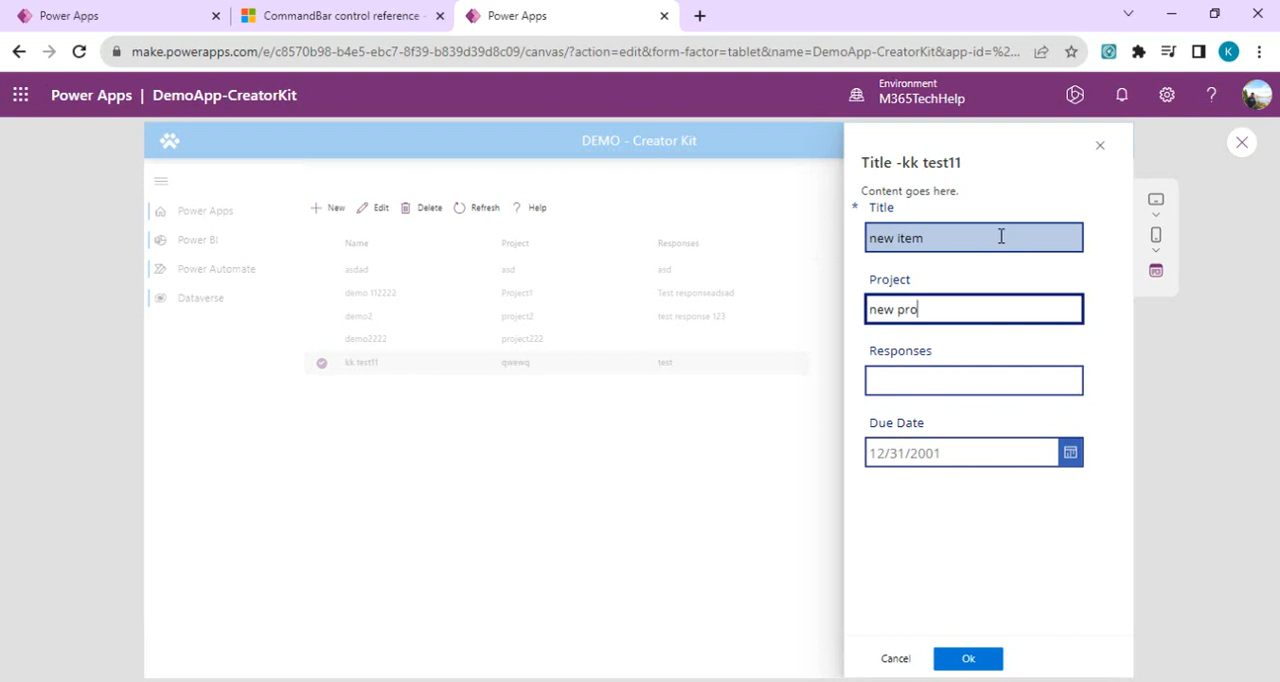 Power Apps
CommandBar control reference -
Power Apps
make.powerapps.com/e/c8570b98-b4e5-ebc7-8f39-b839d39d8c09/canvas/?action=edit&form-factor=tablet&name=DemoApp-CreatorKit&app-id=%2...
K
Power Apps | DemoApp-CreatorKit
Environment
M365TechHelp
DEMO - Creator Kit
Power Apps
Power BI
Power Automate
Dataverse
New Edit Delete Refresh ? Help
Name Project Responses
asdad asd asd
demo 112222 Project1 Test responseadsad
demo2 project2 test response 123
demo2222 project222
kk test11 qwewq test
Title -kk test11
Content goes here.
* Title
new item
Project
new pro
Responses
Due Date
12/31/2001
Cancel Ok